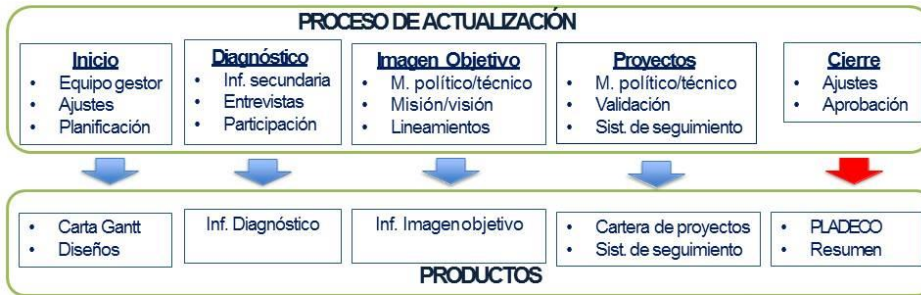 PROCESO DE ACTUALIZACIÓN
Inicio
• Equipo gestor
• Ajustes
• Planificación
Diagnóstico
• Inf. secundaria
• Entrevistas
• Participación
Imagen Objetivo
• M. político/técnico
• Misión/visión
• Lineamientos
Proyectos
• M. político/técnico
• Validación
• Sist. de seguimiento
Cierre
• Ajustes
• Aprobación
• Carta Gantt
• Diseños
Inf. Diagnóstico
Inf. Imagen objetivo
• Cartera de proyectos
• Sist. de seguimiento
• PLADECO
• Resumen
PRODUCTOS